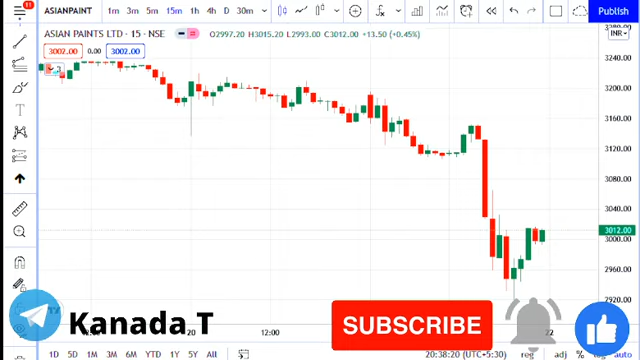 ASIANPAINT 1m 3m 5m 15m 1h D 30m Publish
ASIAN PAINTS LTD · 15 · NSE O2997.20 H3015.20 L2993.00 C3012.00 +13.50 (+0.45%) INR
3002.00 0.00 3002.00
3240.00
3
3200.00
3160.00
3120.00
3080.00
3040.00
3012.00
3000.00
2960.00
2920.00
Kanada T
SUBSCRIBE
20 12:00 22
1D 5D 1M 3M 6M YTD 1Y 5Y All 20:38:20 (UTC+5:30) reg adj % log